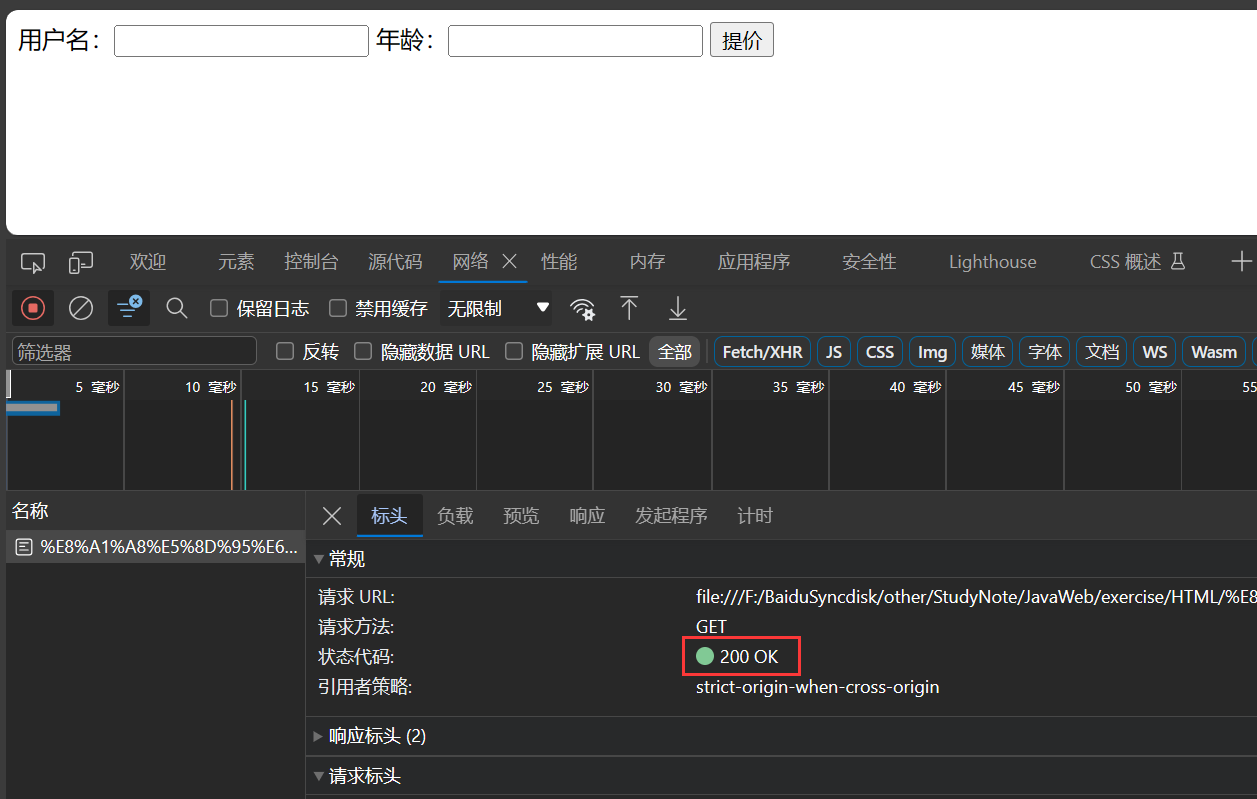 用户名： 年龄： 提价
欢迎 元素 控制台 源代码 网络 性能 内存 应用程序 安全性 Lighthouse CSS 概述
保留日志 禁用缓存 无限制
筛选器 反转 隐藏数据 URL 隐藏扩展 URL 全部 Fetch/XHR JS CSS Img 媒体 字体 文档 WS Wasm
5 毫秒 10 毫秒 15 毫秒 20 毫秒 25 毫秒 30 毫秒 35 毫秒 40 毫秒 45 毫秒 50 毫秒 55
名称 标头 负载 预览 响应 发起程序 计时
%E8%A1%A8%E5%8D%95%E6...
常规
请求 URL: file:///F:/BaiduSyncdisk/other/StudyNote/JavaWeb/exercise/HTML/%E8
请求方法: GET
状态代码: 200 OK
引用者策略: strict-origin-when-cross-origin
响应标头 (2)
请求标头